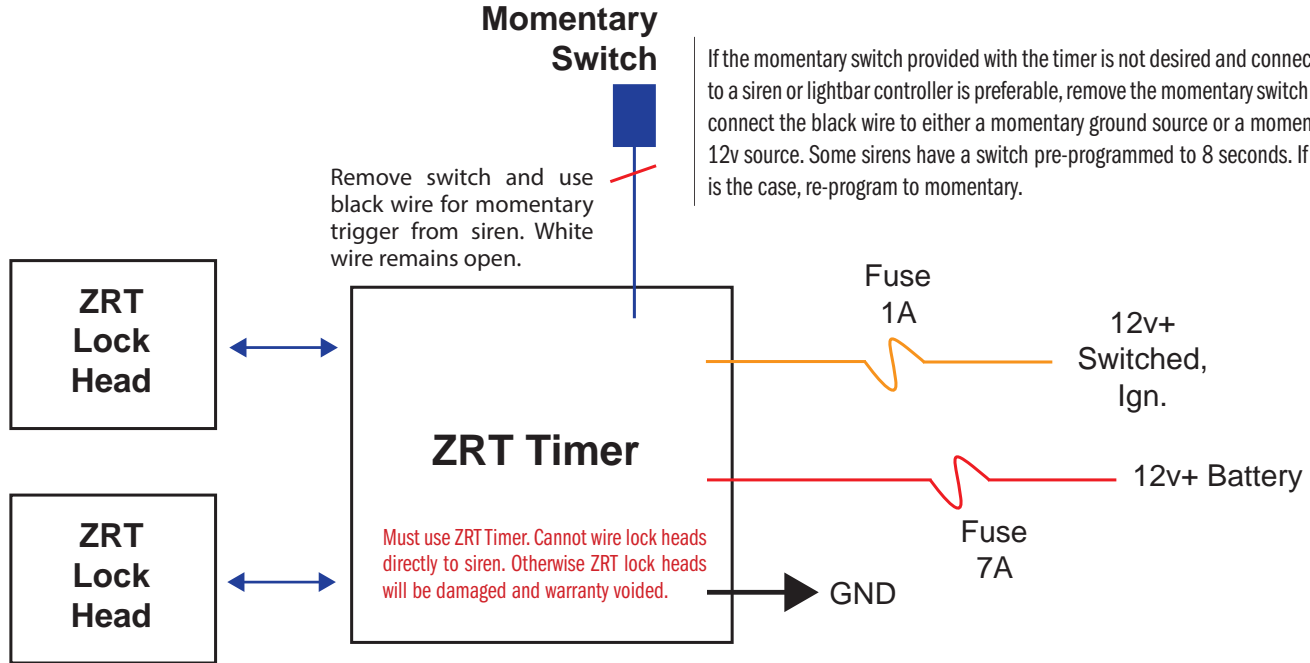 Momentary
Switch
If the momentary switch provided with the timer is not desired and connec
to a siren or lightbar controller is preferable, remove the momentary switch
connect the black wire to either a momentary ground source or a momen
12v source. Some sirens have a switch pre-programmed to 8 seconds. If
is the case, re-program to momentary.
Remove switch and use
black wire for momentary
trigger from siren. White
wire remains open.
ZRT
Lock
Head
Fuse
1A
12v+
Switched,
Ign.
ZRT Timer
12v+ Battery
Must use ZRT Timer. Cannot wire lock heads
directly to siren. Otherwise ZRT lock heads
will be damaged and warranty voided.
Fuse
7A
GND
ZRT
Lock
Head